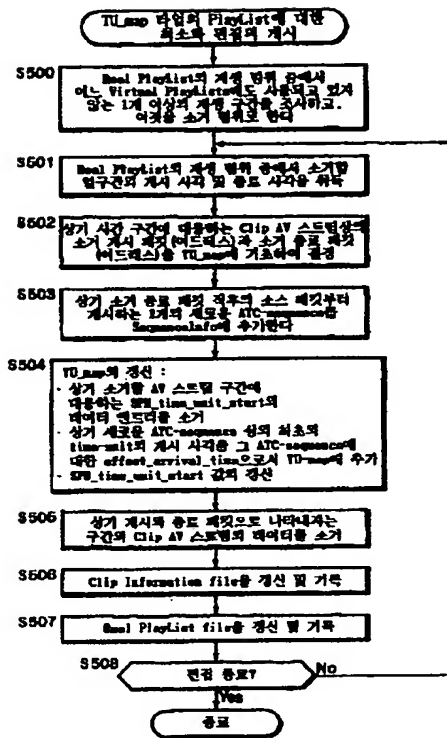 TU_map 타입의 PlayList에 대한
최소화 편집의 개시
S500
Real PlayList의 재생 범위 중에서
어느 Virtual PlayList에도 사용되고 있지
않는 1개 이상의 재생 구간을 조사하고,
이것을 소거 범위로 한다
S501
Real PlayList의 재생 범위 중에서 소거할
일구간의 개시 시각 및 종료 시각을 취득
S502
상기 시간 구간에 대응하는 Clip AV 스트림상의
소거 개시 패킷(어드레스)과 소거 종료 패킷
(어드레스)을 TU_map에 기초하여 결정
S503
상기 소거 종료 패킷 직후의 소스 패킷부터
개시하는 1개의 새로운 ATC-sequence를
SequenceInfo에 추가한다
S504
TU_map의 갱신 :
· 상기 소거할 AV 스트림 구간에
대응하는 SPN_time_unit_start의
데이터 엔트리를 소거
· 상기 새로운 ATC-sequence 상의 최초의
time-unit의 개시 시각을 그 ATC-sequence에
대한 offset_arrival_time으로서 TU-map에 추가
· SPN_time_unit_start 값의 갱신
S505
상기 개시와 종료 패킷으로 나타내지는
구간의 Clip AV 스트림의 데이터를 소거
S506
Clip Information file을 갱신 및 기록
S507
Real PlayList file을 갱신 및 기록
S508
편집 종료?
No
Yes
종료